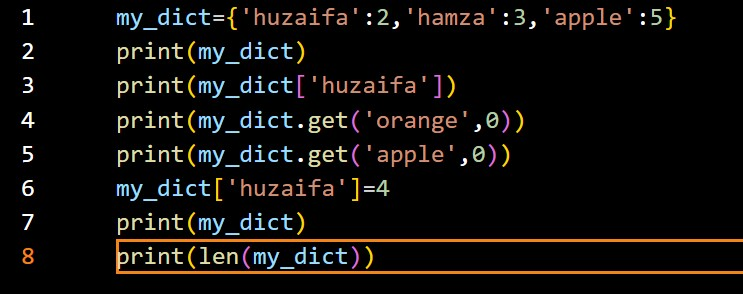 1 my_dict={'huzaifa':2,'hamza':3,'apple':5}
2 print(my_dict)
3 print(my_dict['huzaifa'])
4 print(my_dict.get('orange',0))
5 print(my_dict.get('apple',0))
6 my_dict['huzaifa']=4
7 print(my_dict)
8 print(len(my_dict))